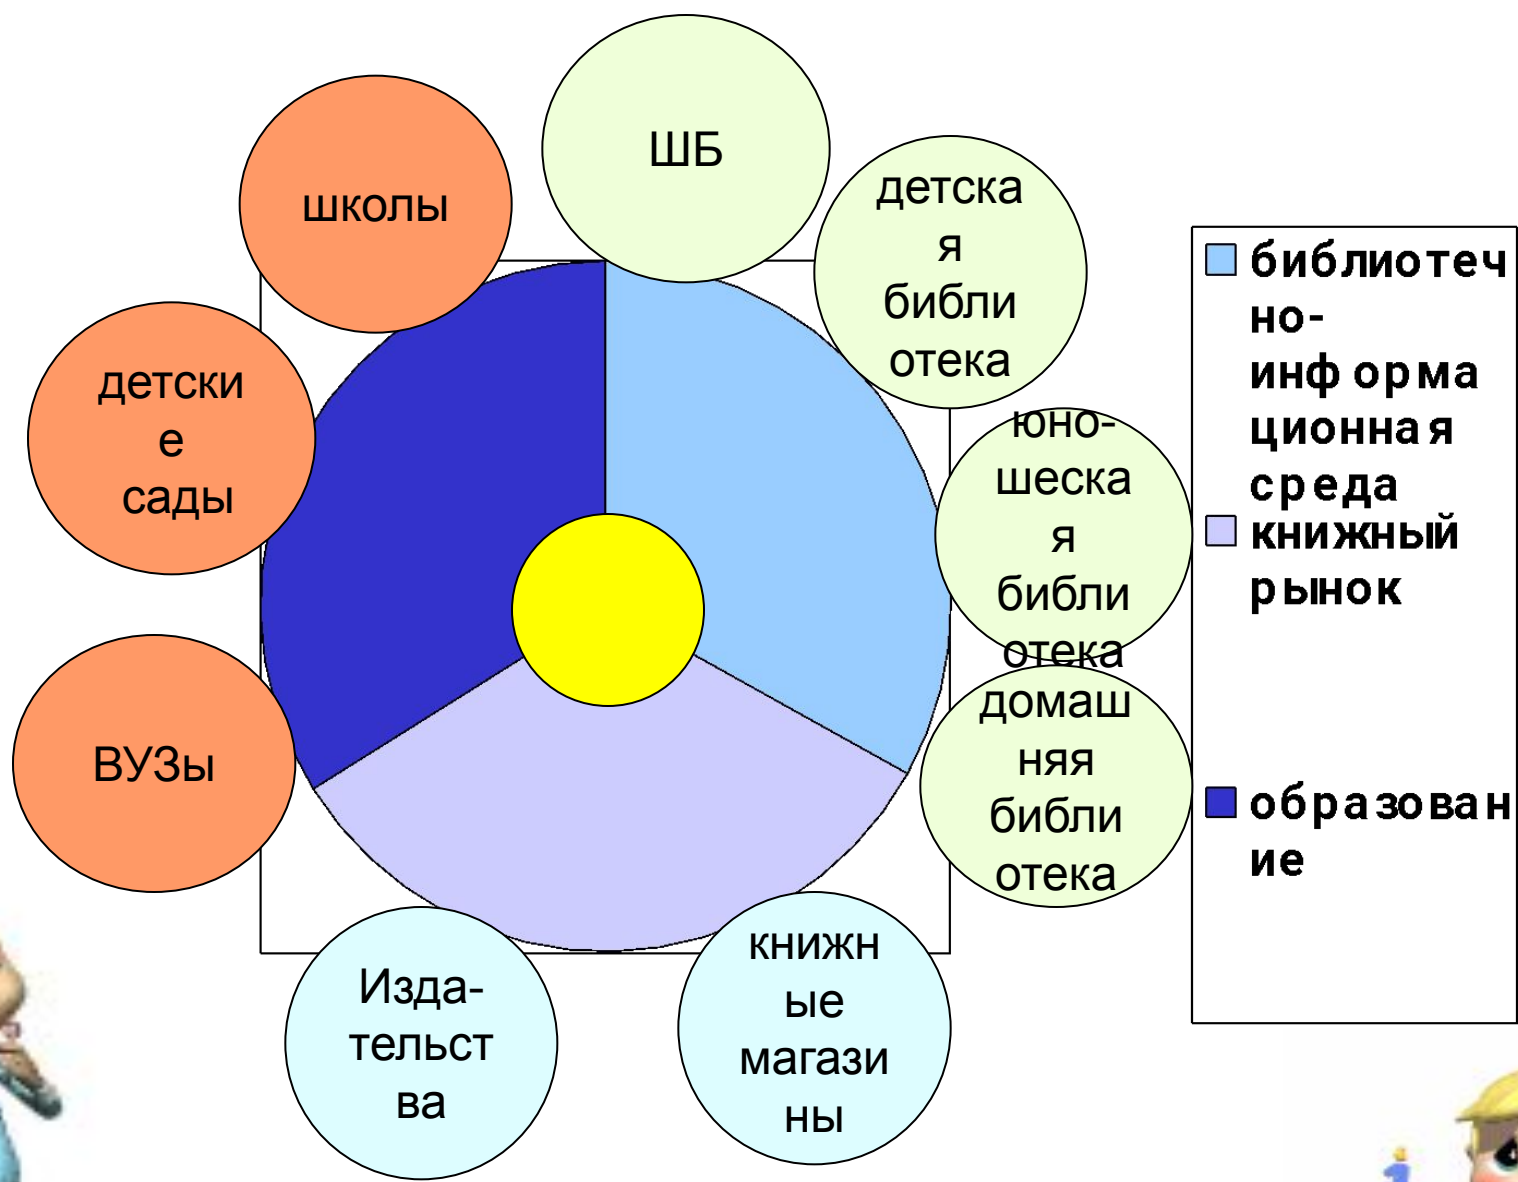 ШБ
школы
детска
я
библи
отека
детски
е
сады
юно-
шеска
я
библи
отека
ВУЗы
домаш
няя
библи
отека
Изда-
тельст
ва
книжн
ые
магази
ны
библиотеч
но-
информа
ционная
среда
книжный
рынок
образован
ие